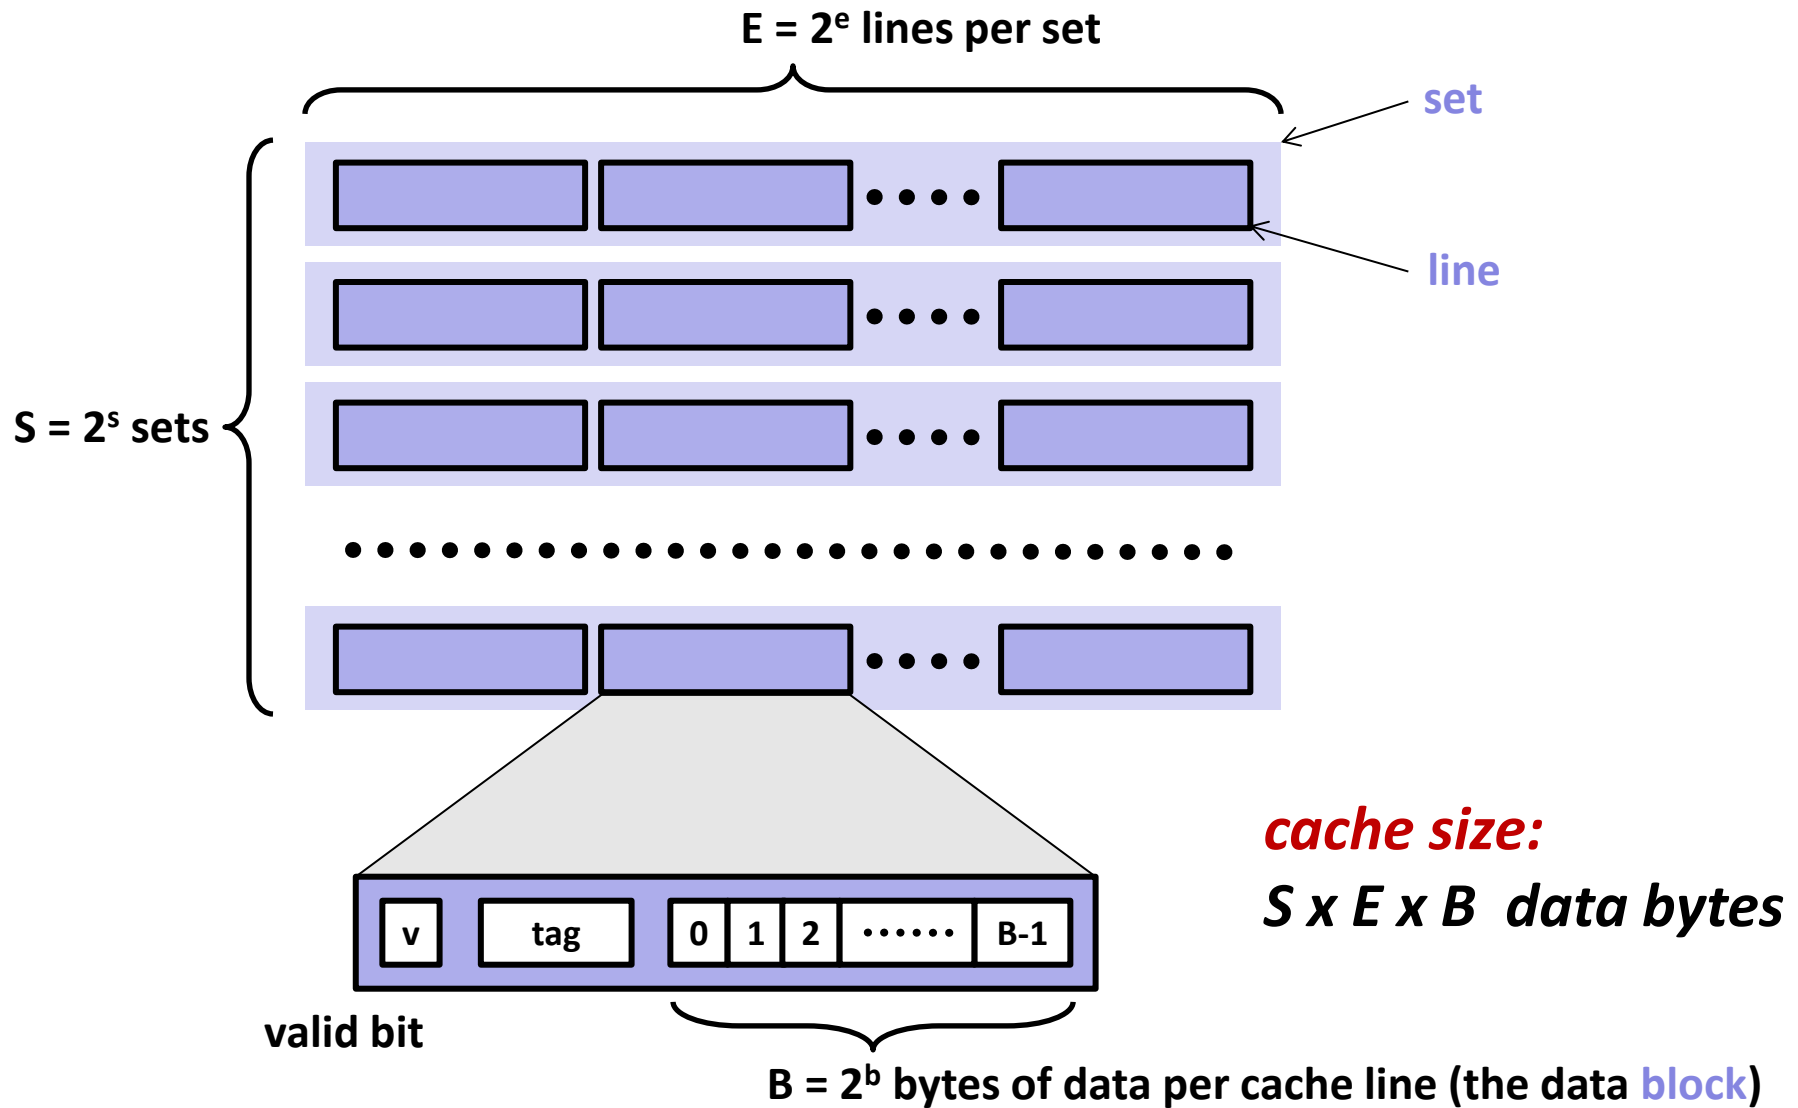 E = 2ᵉ lines per set
set
line
S = 2ˢ sets
cache size:
S x E x B data bytes
v
tag
0
1
2
B-1
valid bit
B = 2ᵇ bytes of data per cache line (the data block)